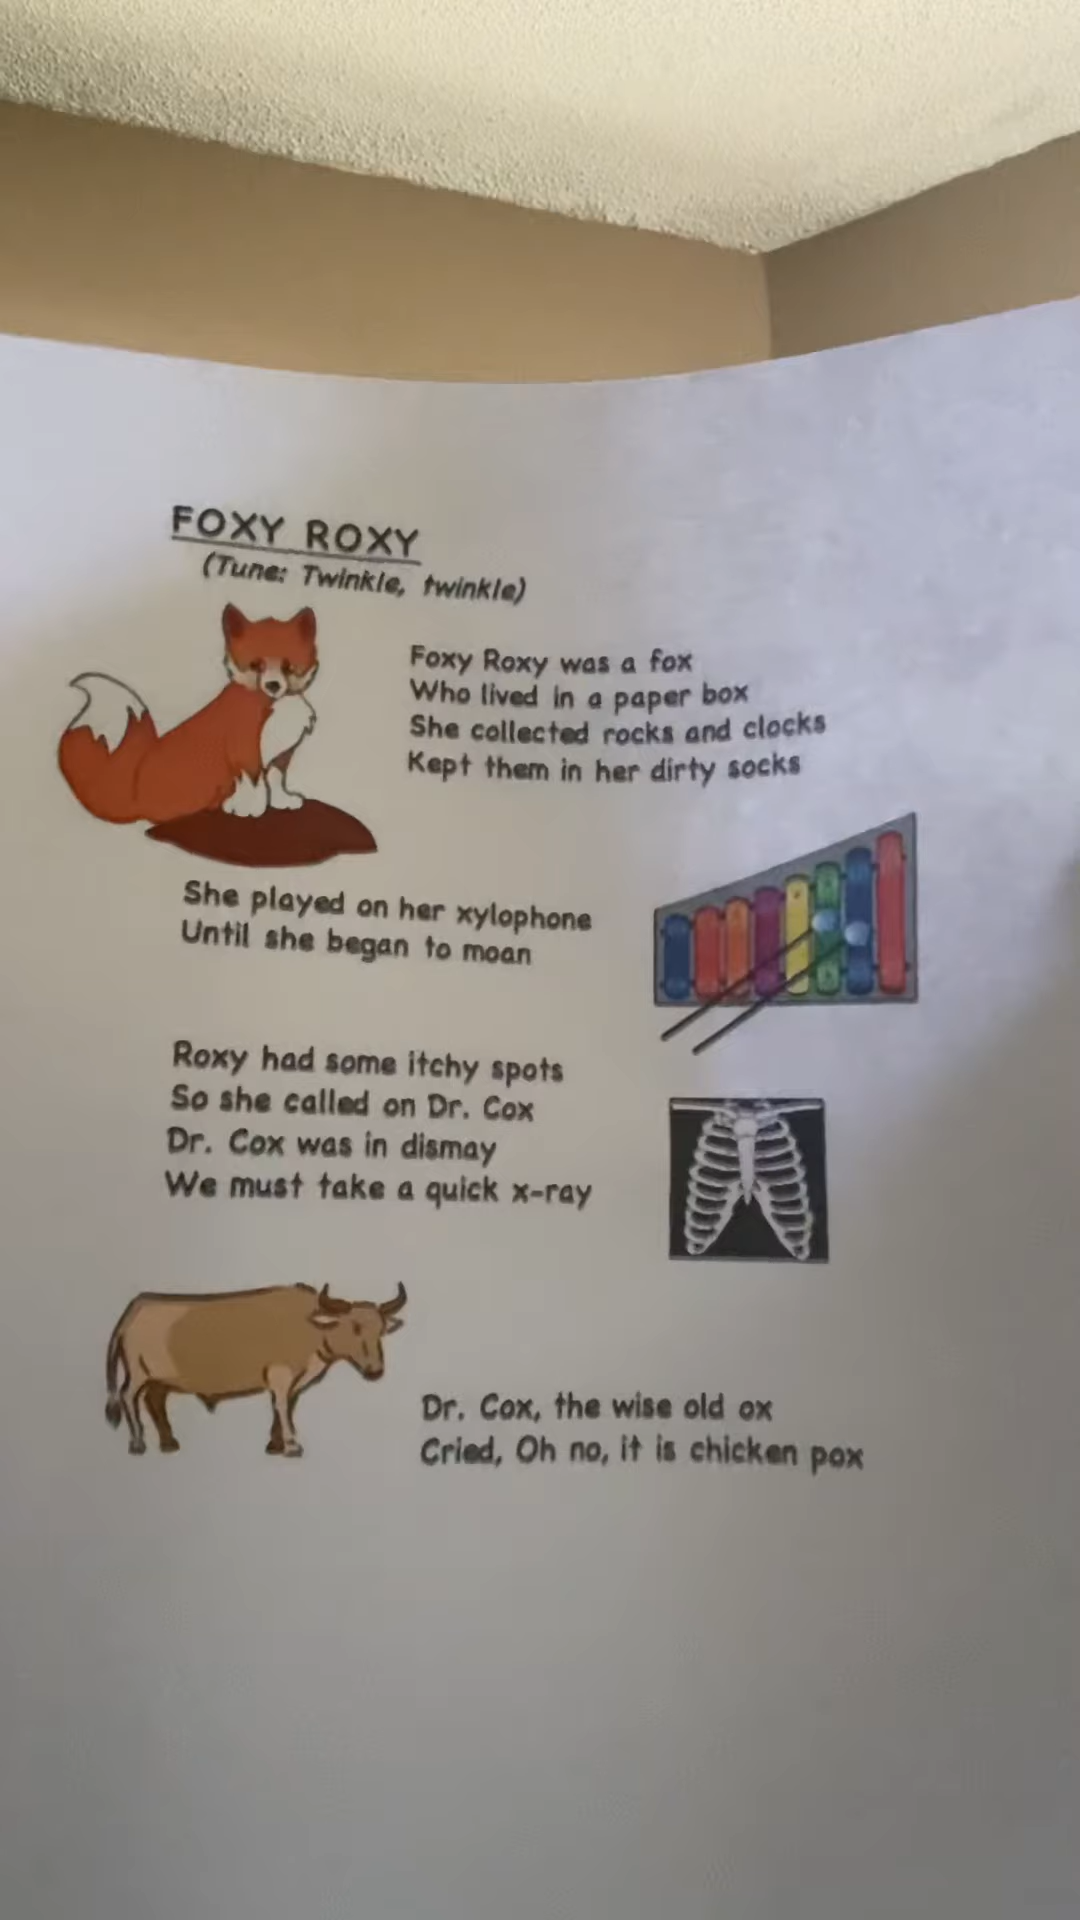 FOXY ROXY
(Tune: Twinkle, twinkle)
Foxy Roxy was a fox
Who lived in a paper box
She collected rocks and clocks
Kept them in her dirty socks
She played on her xylophone
Until she began to moan
Roxy had some itchy spots
So she called on Dr. Cox
Dr. Cox was in dismay
We must take a quick x-ray
Dr. Cox, the wise old ox
Cried, Oh no, it is chicken pox